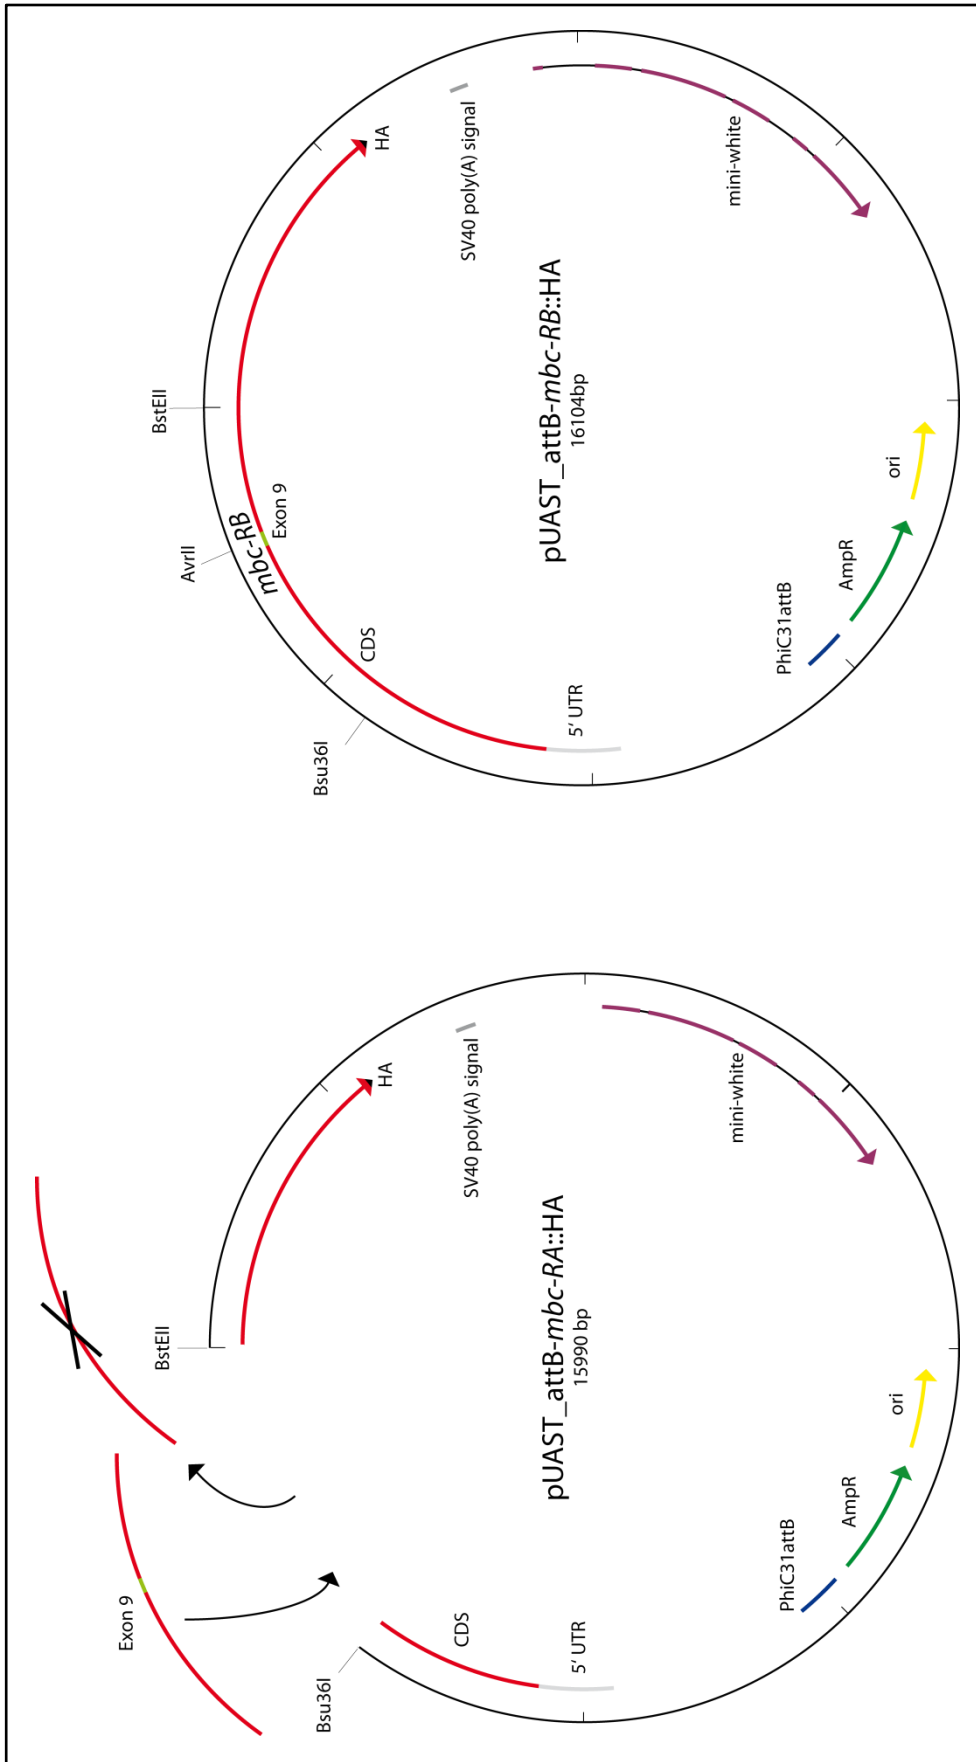 Exon 9
BstEII
Bsu36I
HA
CDS
SV40 poly(A) signal
5' UTR
pUAST_attB-mbc-RA::HA
15990 bp
mini-white
PhiC31attB
AmpR
ori
BstEII
AvrII
mbc-RB
Exon 9
HA
Bsu36I
CDS
SV40 poly(A) signal
5' UTR
pUAST_attB-mbc-RB::HA
16104bp
mini-white
PhiC31attB
AmpR
ori